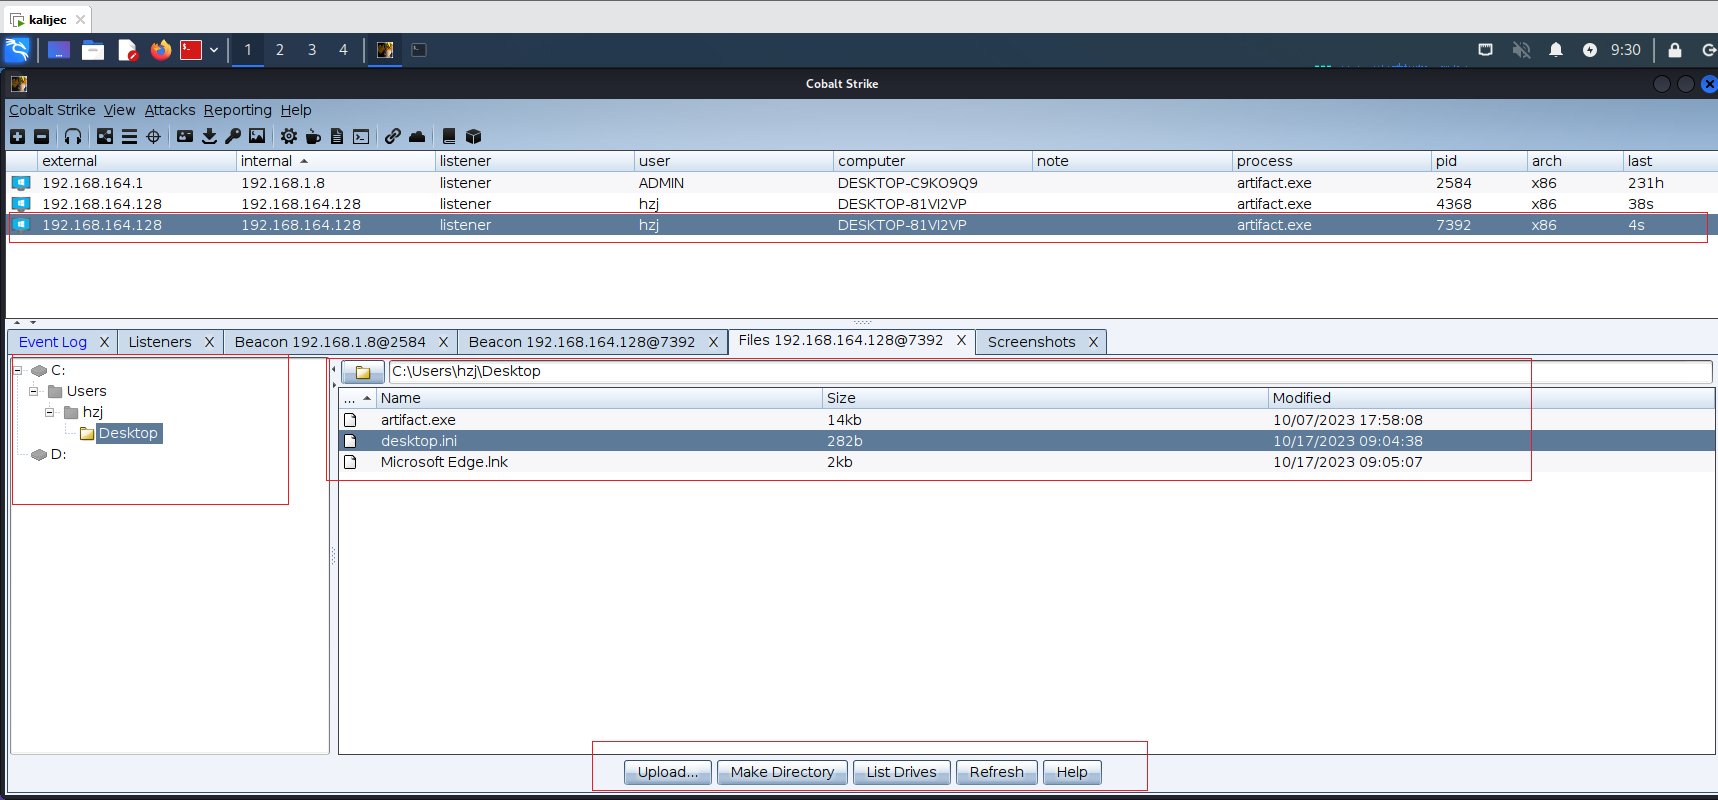 kalijec
1 2 3 4 9:30
Cobalt Strike
Cobalt Strike View Attacks Reporting Help
external internal listener user computer note process pid arch last
192.168.164.1 192.168.1.8 listener ADMIN DESKTOP-C9KO9Q9 artifact.exe 2584 x86 231h
192.168.164.128 192.168.164.128 listener hzj DESKTOP-81VI2VP artifact.exe 4368 x86 38s
192.168.164.128 192.168.164.128 listener hzj DESKTOP-81VI2VP artifact.exe 7392 x86 4s
Event Log X Listeners X Beacon 192.168.1.8@2584 X Beacon 192.168.164.128@7392 X Files 192.168.164.128@7392 X Screenshots X
C:
Users
hzj
Desktop
D:
C:\Users\hzj\Desktop
... Name Size Modified
artifact.exe 14kb 10/07/2023 17:58:08
desktop.ini 282b 10/17/2023 09:04:38
Microsoft Edge.lnk 2kb 10/17/2023 09:05:07
Upload... Make Directory List Drives Refresh Help